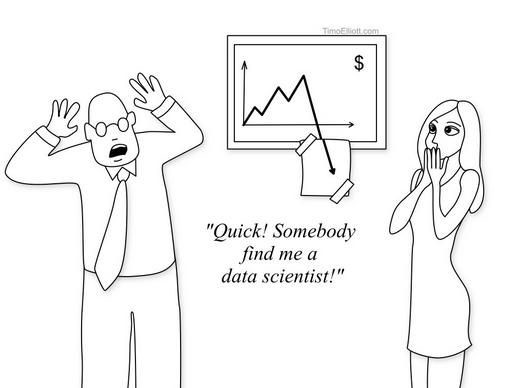 TimoElliott.com
$
"Quick! Somebody
find me a
data scientist!"